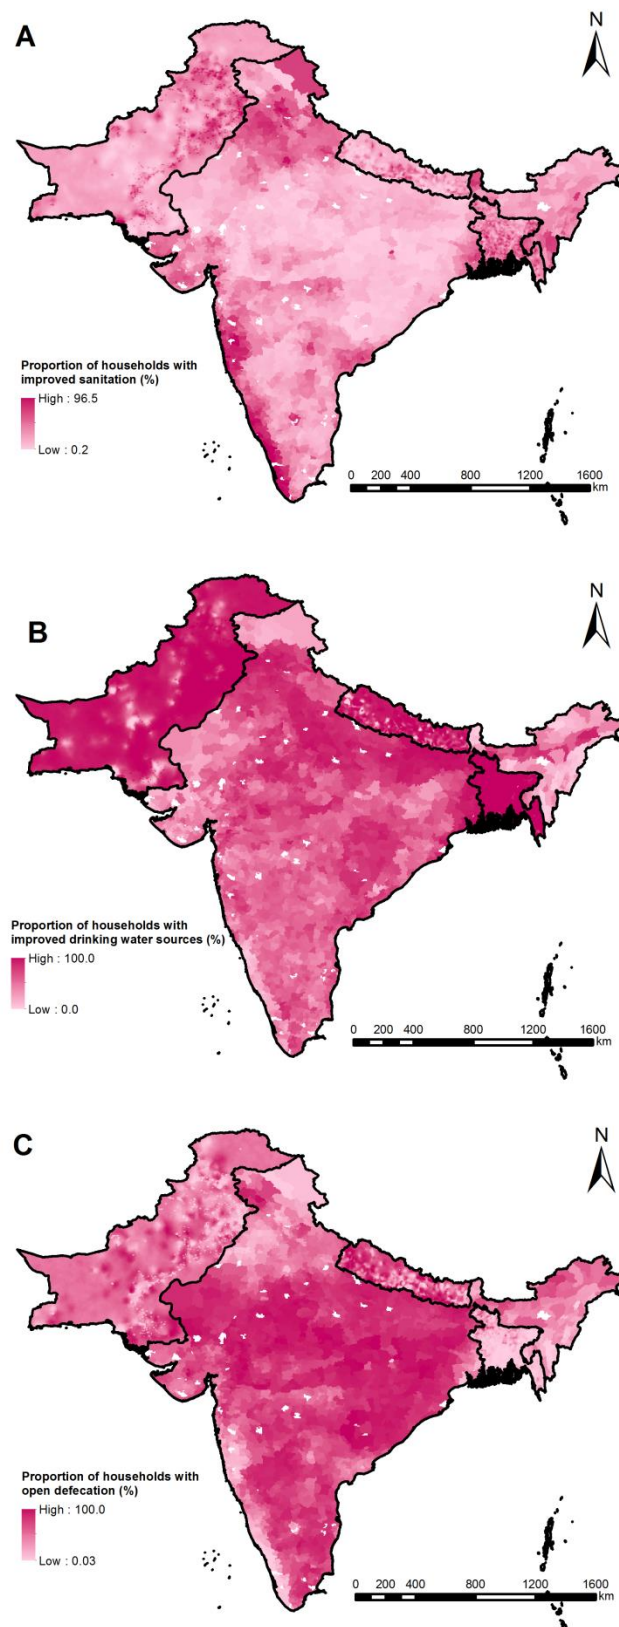 A
N
Proportion of households with
improved sanitation (%)
High : 96.5
Low : 0.2
0 200 400 800 1200 1600
km
B
N
Proportion of households with
improved drinking water sources (%)
High : 100.0
Low : 0.0
0 200 400 800 1200 1600
km
C
N
Proportion of households with
open defecation (%)
High : 100.0
Low : 0.03
0 200 400 800 1200 1600
km